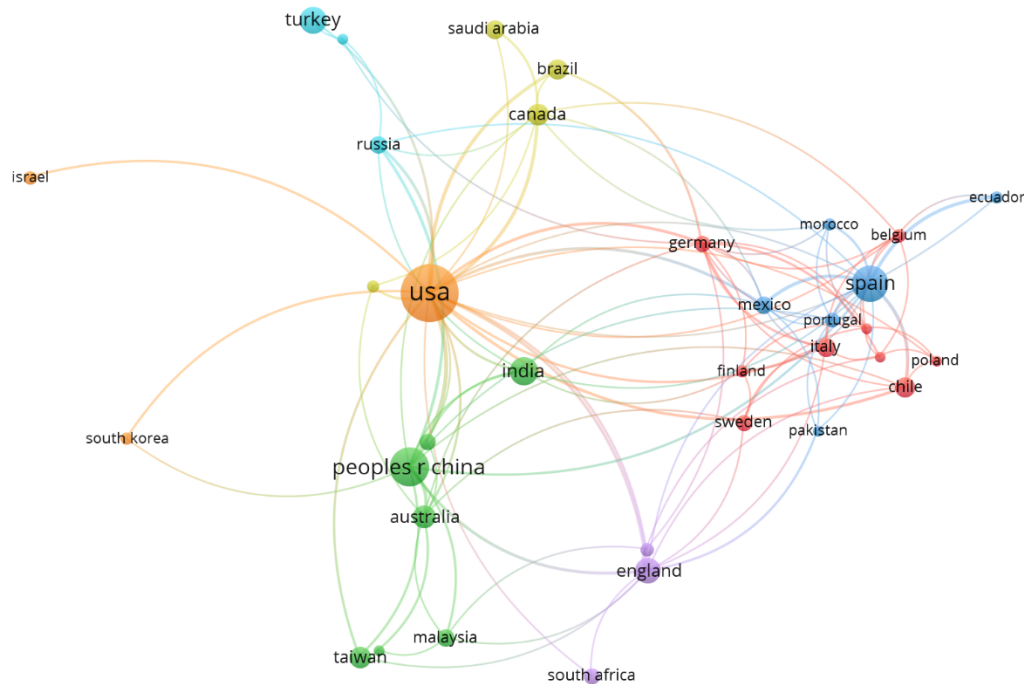 turkey
saudi arabia
brazil
canada
russia
israel
ecuador
morocco
belgium
germany
spain
usa
mexico
portugal
italy
poland
india
finland
chile
sweden
pakistan
south korea
peoples r china
australia
england
malaysia
taiwan
south africa